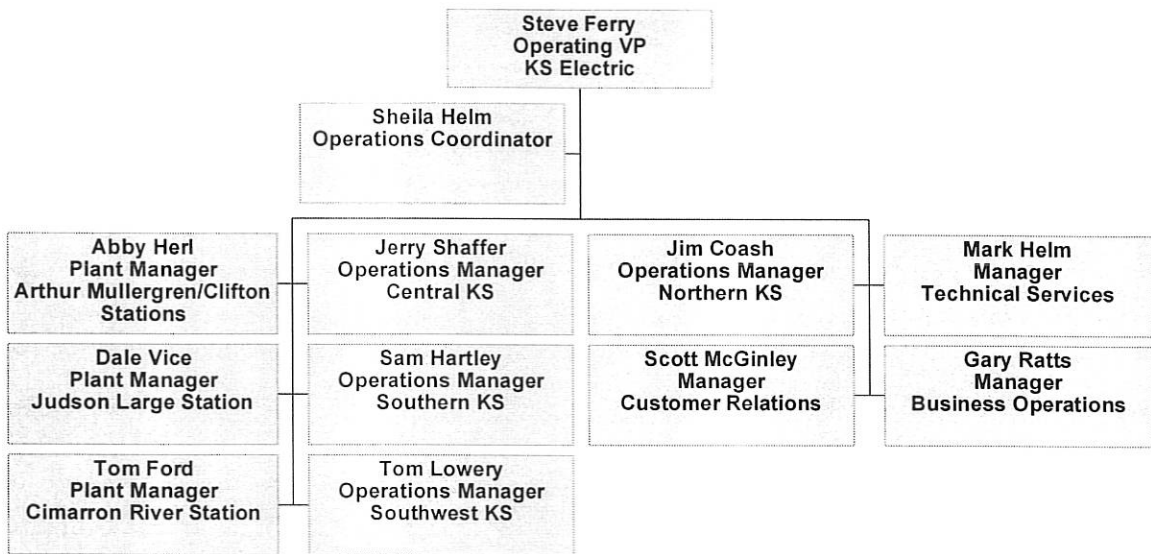 Steve Ferry
Operating VP
KS Electric
Sheila Helm
Operations Coordinator
Abby Herl
Plant Manager
Arthur Mullergren/Clifton
Stations
Jerry Shaffer
Operations Manager
Central KS
Jim Coash
Operations Manager
Northern KS
Mark Helm
Manager
Technical Services
Dale Vice
Plant Manager
Judson Large Station
Sam Hartley
Operations Manager
Southern KS
Scott McGinley
Manager
Customer Relations
Gary Ratts
Manager
Business Operations
Tom Ford
Plant Manager
Cimarron River Station
Tom Lowery
Operations Manager
Southwest KS